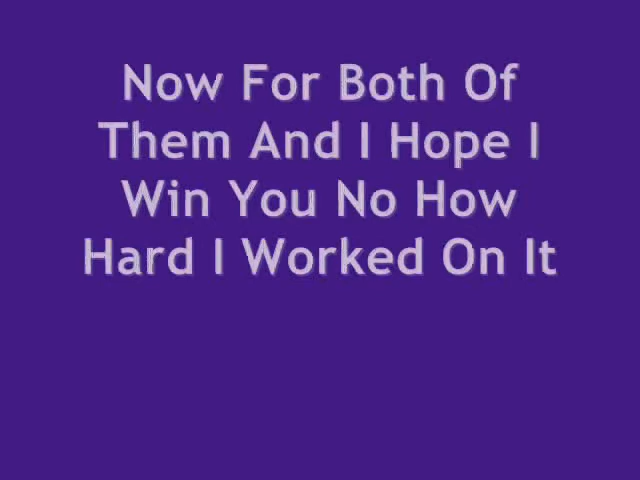 Now For Both Of
Them And I Hope I
Win You No How
Hard I Worked On It